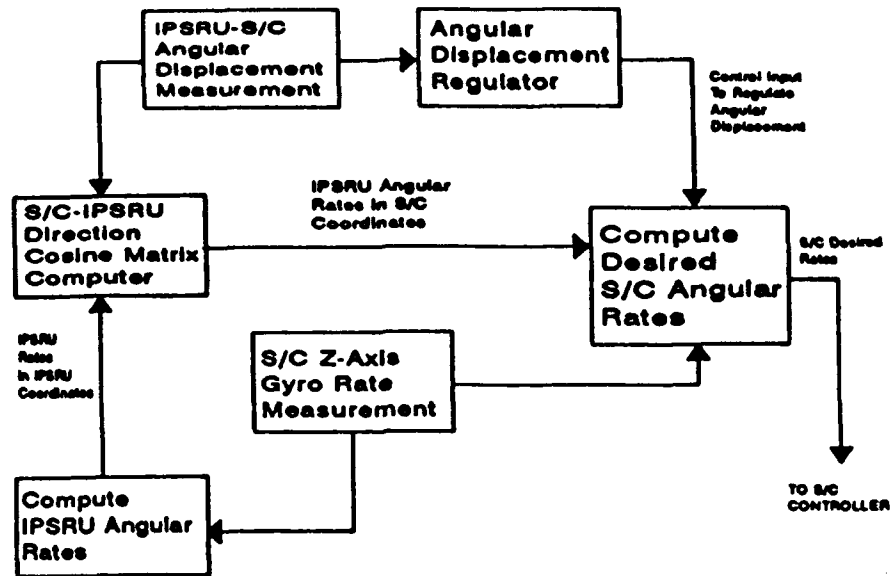 IPSRU-S/C
Angular
Displacement
Measurement
Angular
Displacement
Regulator
Control Input
To Regulate
Angular
Displacement
IPSRU Angular
Rates in S/C
Coordinates
S/C-IPSRU
Direction
Cosine Matrix
Computer
Compute
Desired
S/C Angular
Rates
S/C Desired
Rates
IPSRU
Rates
In IPSRU
Coordinates
S/C Z-Axis
Gyro Rate
Measurement
Compute
IPSRU Angular
Rates
TO S/C
CONTROLLER